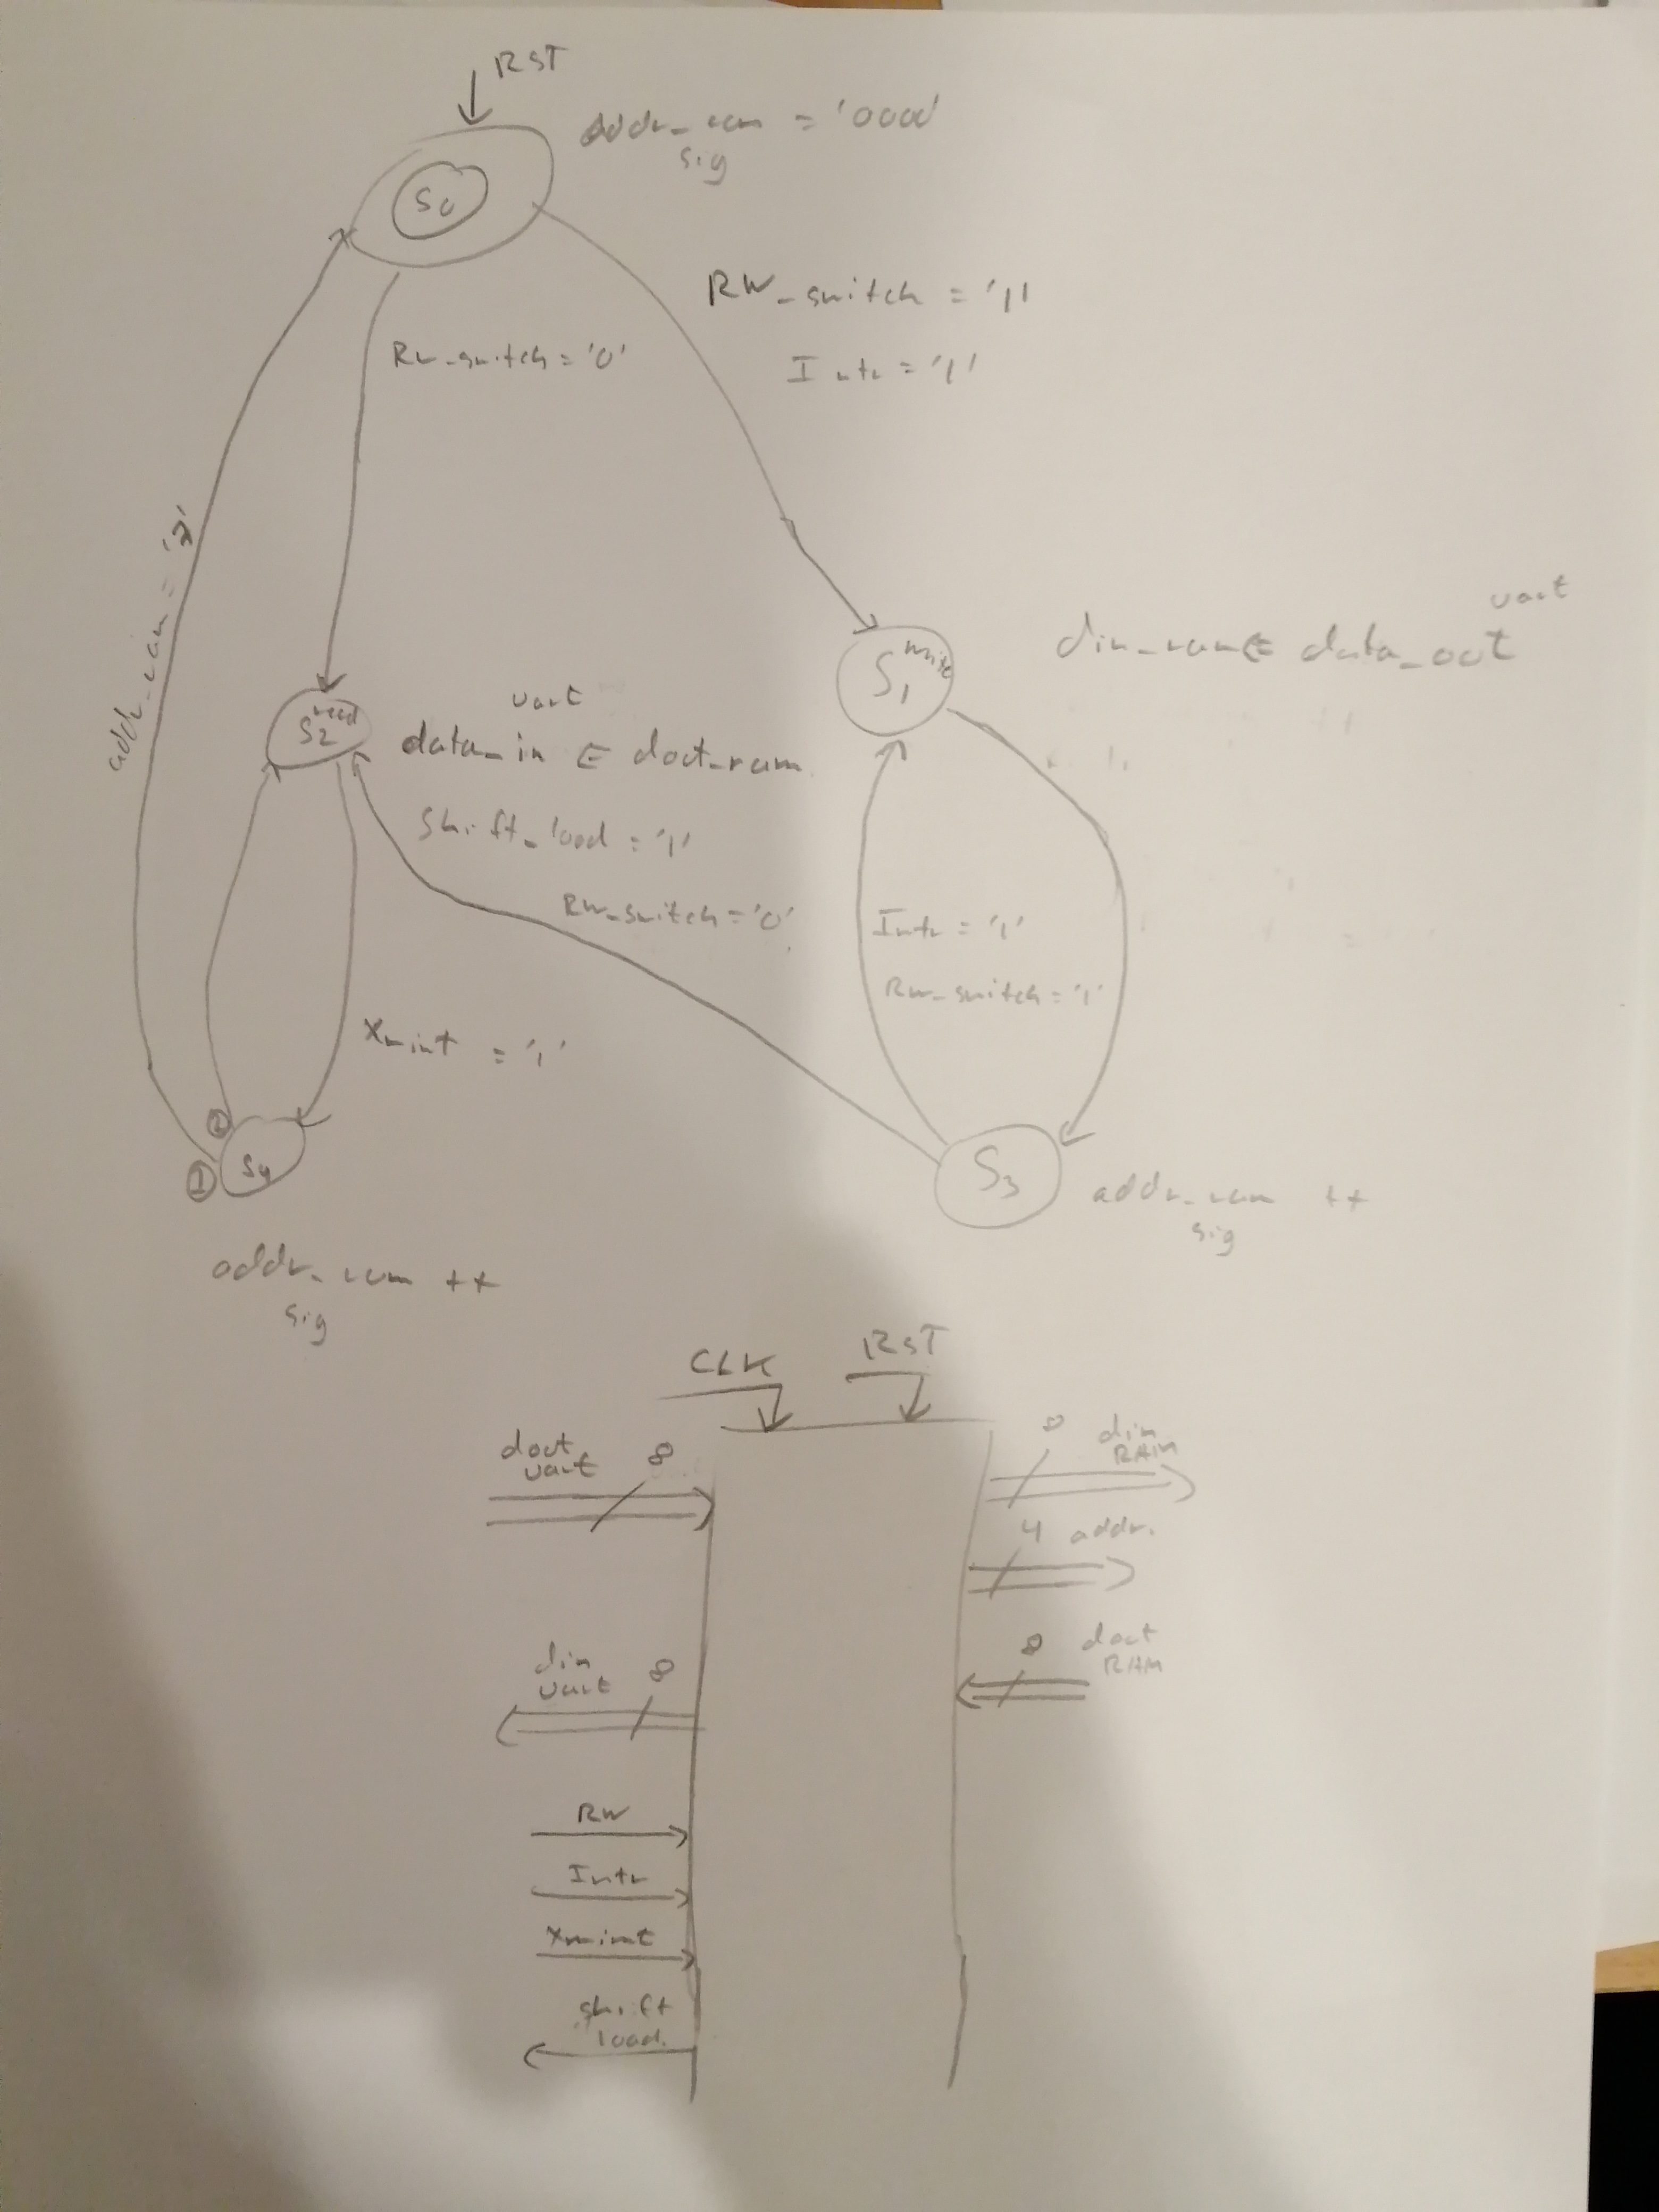 RST
addr_ram = '0000'
sig
S0
RW_switch = '1'
Intr = '1'
RW_switch = '0'
addr_ram =
uart
S1 write
din_ram ⇐ data_out
S2 read
uart
data_in ⇐ dout_ram
Shift_load = '1'
RW_switch = '0'
Intr = '1'
RW_switch = '1'
Xmint = '1'
2
1
S4
S3
addr_ram ++
sig
addr_ram ++
sig
CLK
RST
dout
uart
8
8
din
RAM
4 addr.
din
uart
8
8
dout
RAM
RW
Intr
Xmint
shift
load.